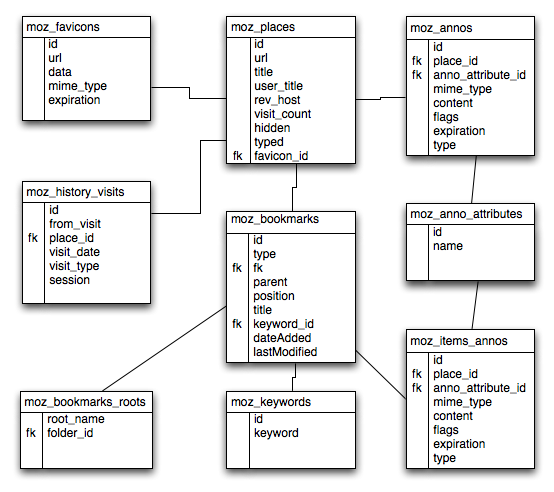 moz_favicons
id
url
data
mime_type
expiration
moz_places
id
url
title
user_title
rev_host
visit_count
hidden
typed
fk favicon_id
moz_annos
id
fk place_id
fk anno_attribute_id
mime_type
content
flags
expiration
type
moz_history_visits
id
from_visit
fk place_id
visit_date
visit_type
session
moz_bookmarks
id
type
fk fk
parent
position
title
fk keyword_id
dateAdded
lastModified
moz_anno_attributes
id
name
moz_items_annos
id
fk place_id
fk anno_attribute_id
mime_type
content
flags
expiration
type
moz_bookmarks_roots
root_name
fk folder_id
moz_keywords
id
keyword